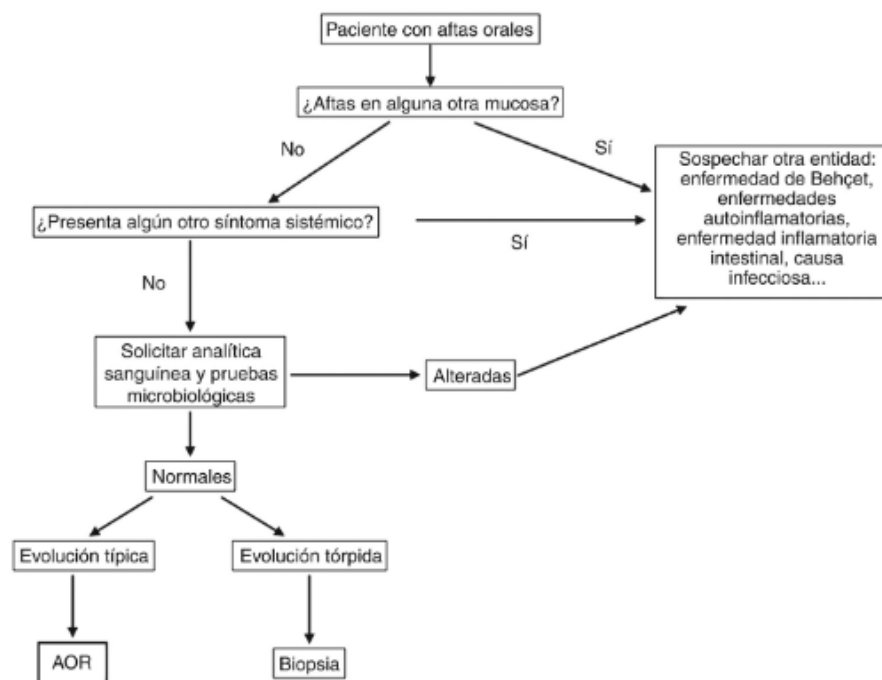 Paciente con aftas orales
¿Aftas en alguna otra mucosa?
No
Sí
Sospechar otra entidad:
enfermedad de Behçet,
enfermedades
autoinflamatorias,
enfermedad inflamatoria
intestinal, causa
infecciosa...
¿Presenta algún otro síntoma sistémico?
Sí
No
Solicitar analítica
sanguínea y pruebas
microbiológicas
Alteradas
Normales
Evolución típica
Evolución tórpida
AOR
Biopsia